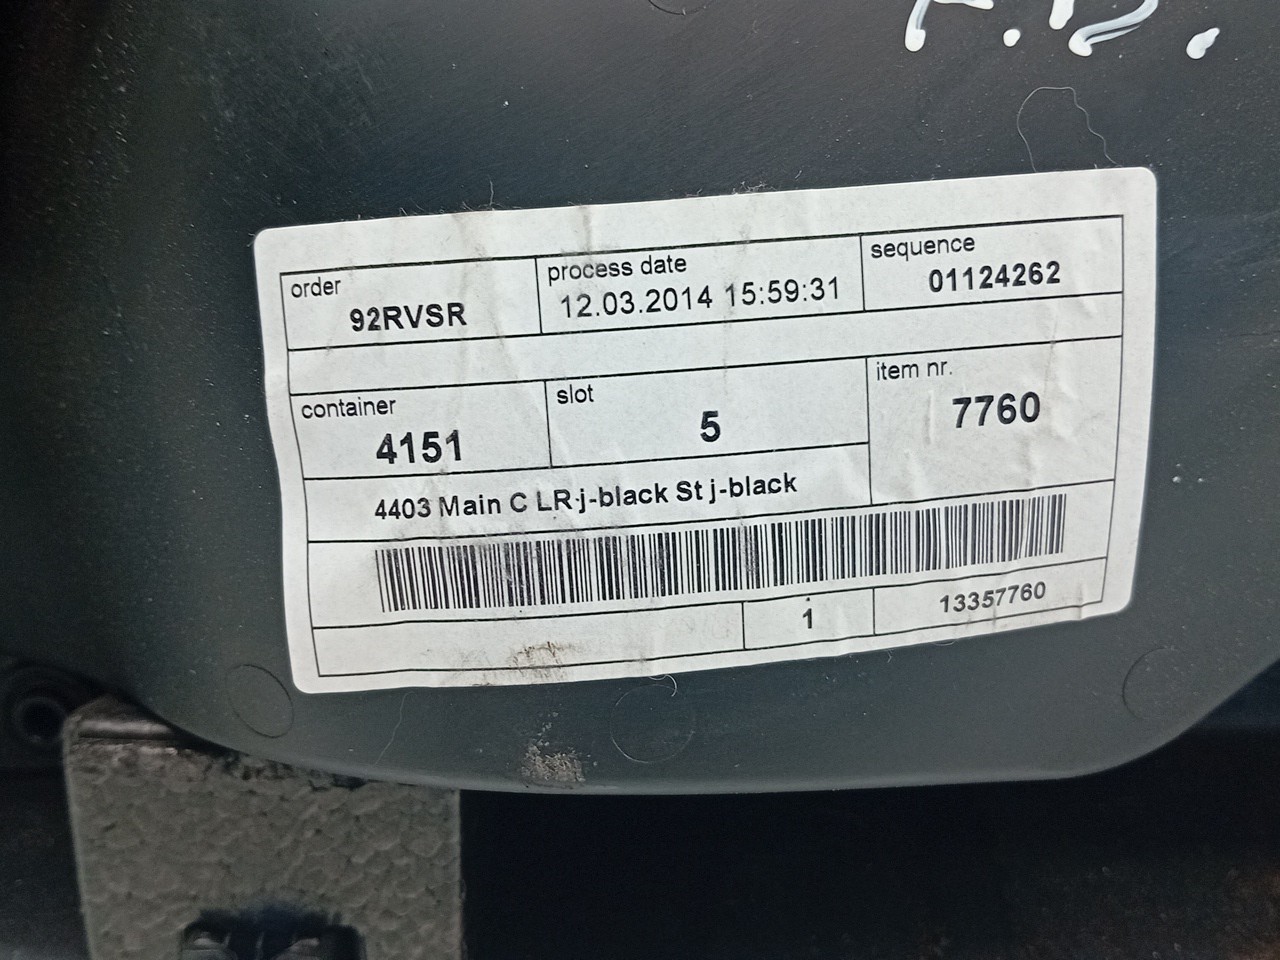 order
92RVSR
process date
12.03.2014 15:59:31
sequence
01124262
container
4151
slot
5
item nr.
7760
4403 Main C LR j-black St j-black
1
13357760